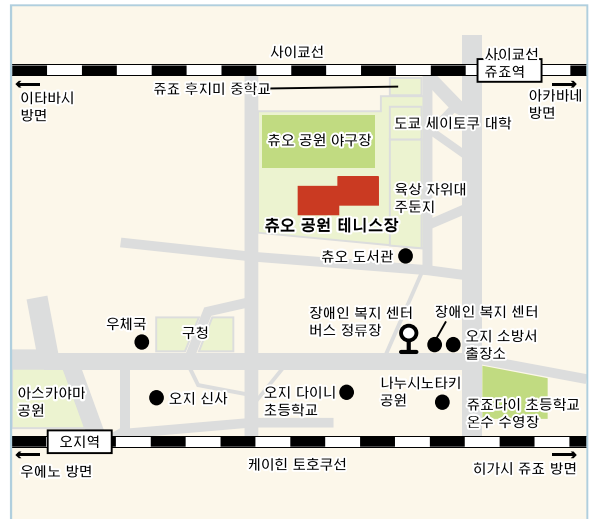 사이쿄선
사이쿄선
쥬죠역
쥬죠 후지미 중학교
이타바시
방면
아카바네
방면
도쿄 세이토쿠 대학
츄오 공원 야구장
육상 자위대
주둔지
츄오 공원 테니스장
츄오 도서관
장애인 복지 센터
버스 정류장
장애인 복지 센터
우체국
구청
오지 소방서
출장소
아스카야마
공원
오지 신사
오지 다이니
초등학교
나누시노타키
공원
쥬죠다이 초등학교
온수 수영장
오지역
우에노 방면
케이힌 토호쿠선
히가시 쥬죠 방면